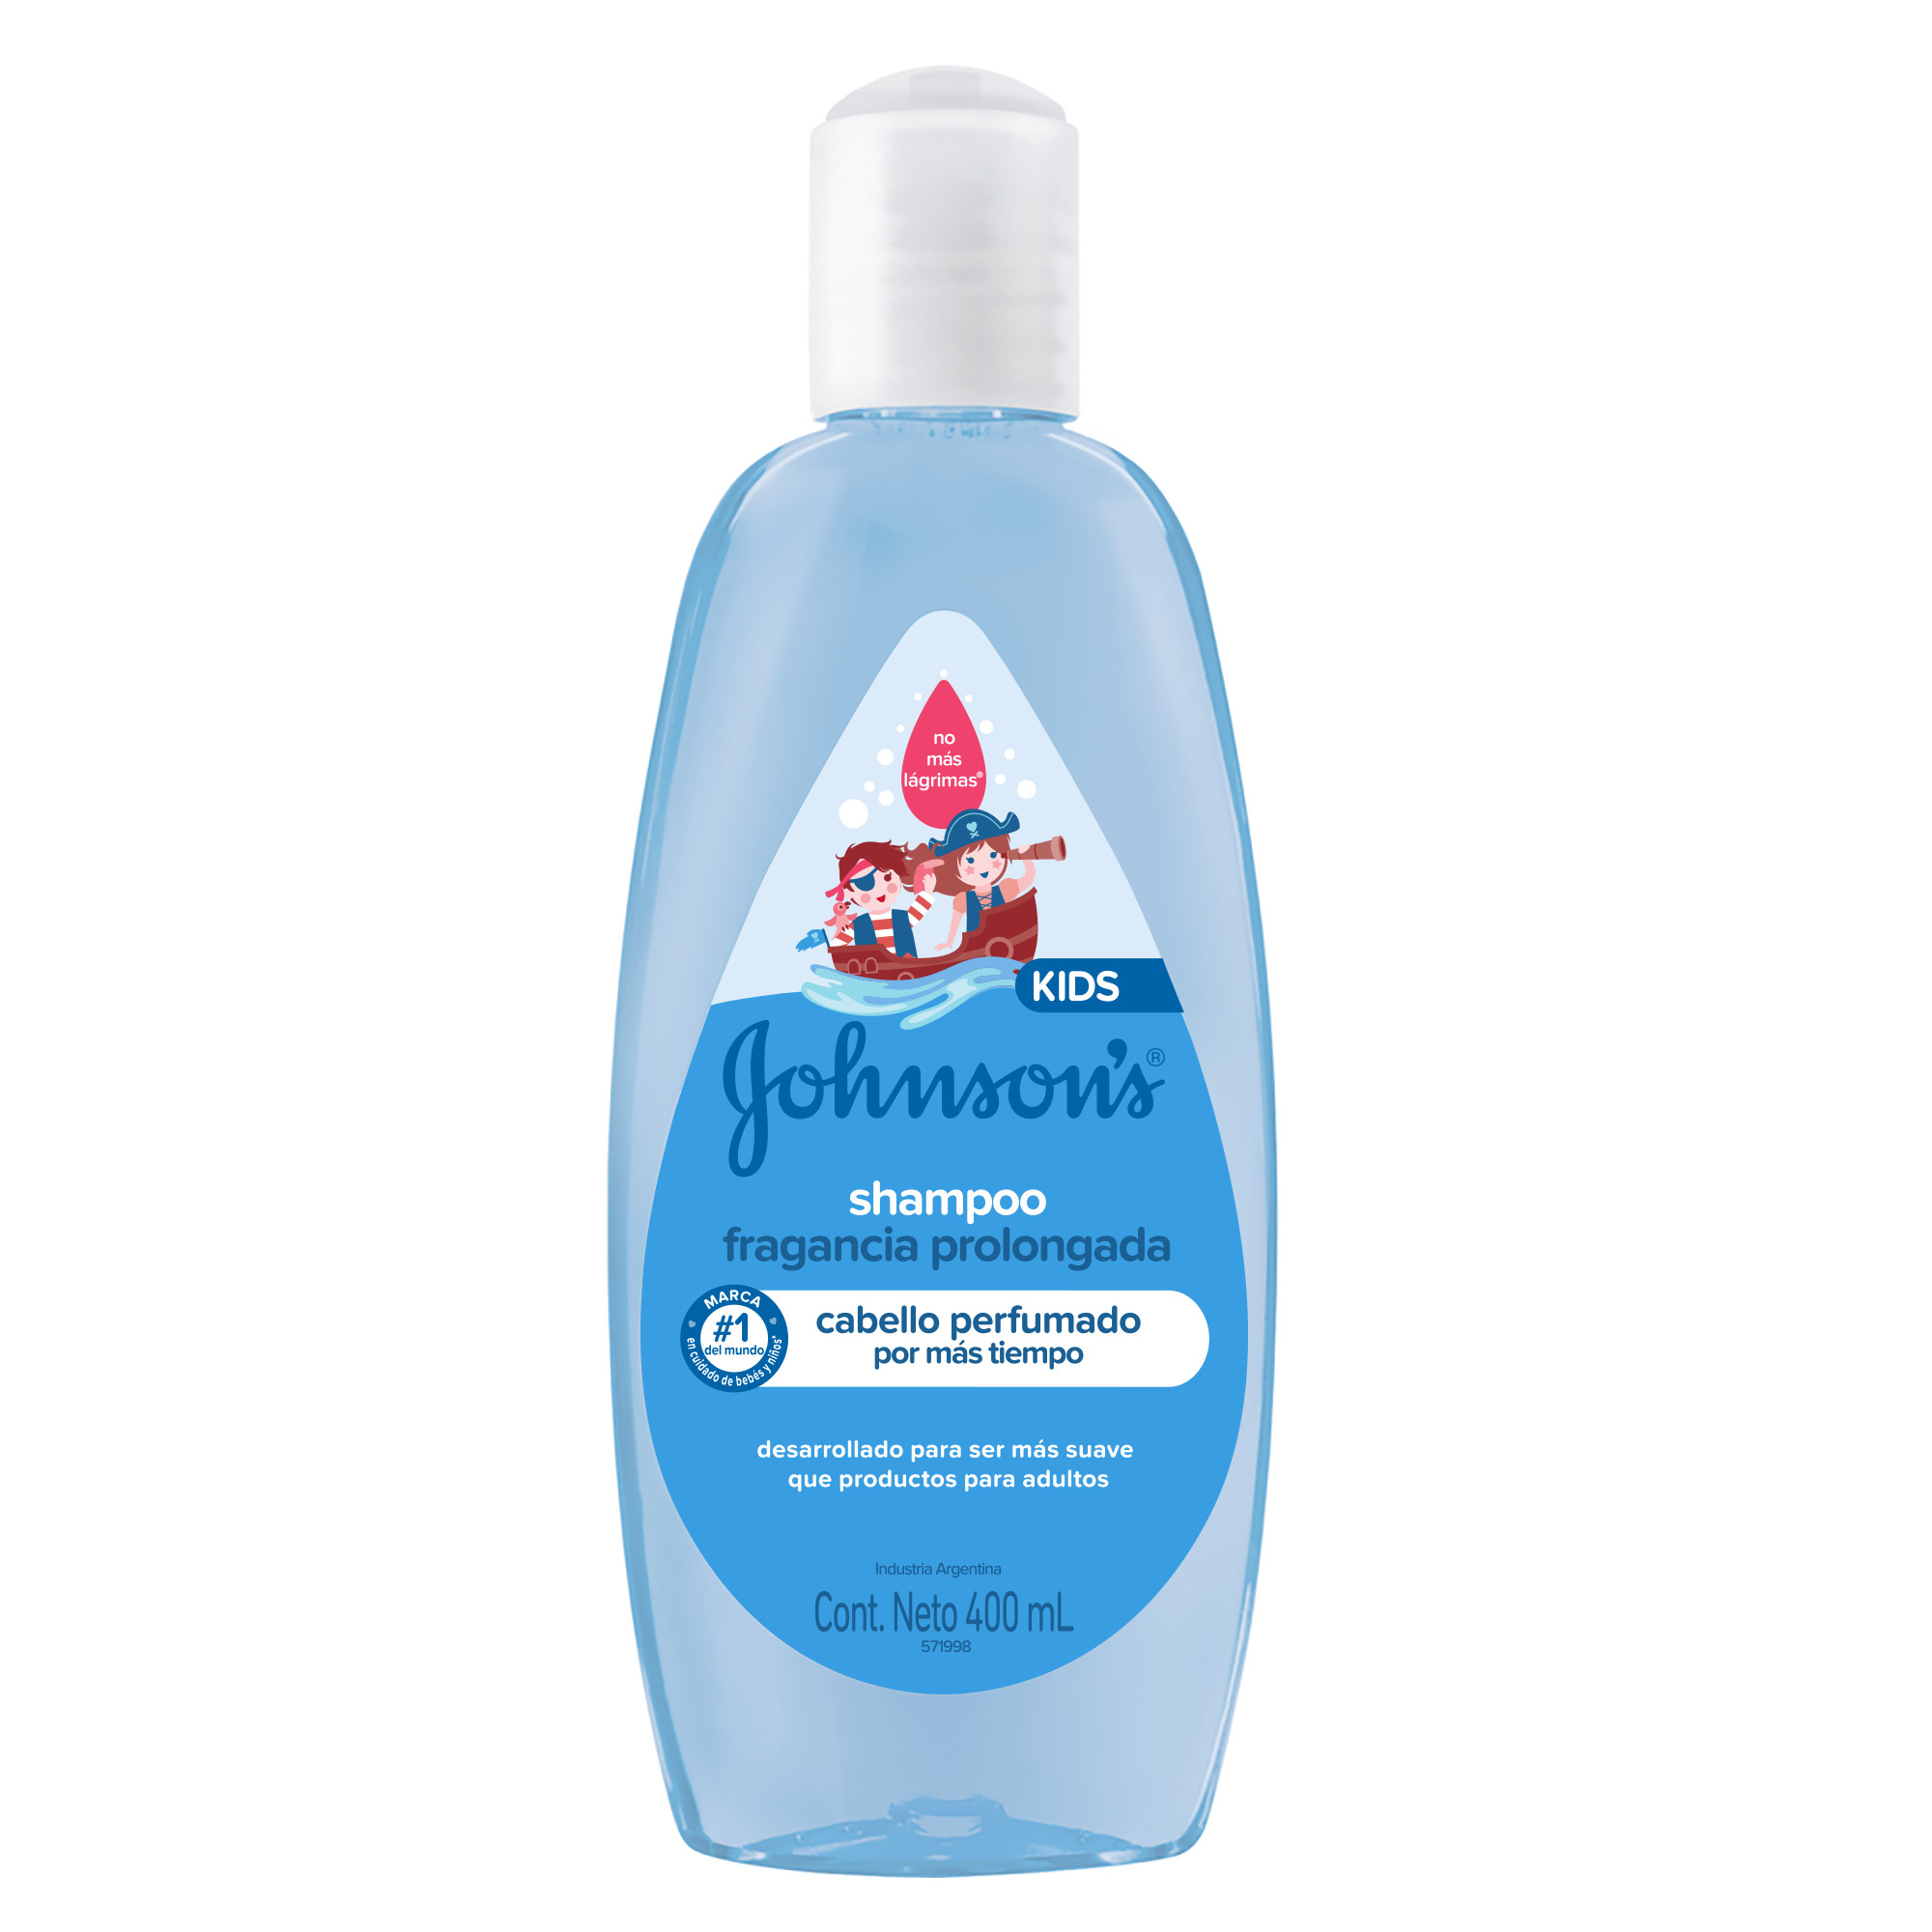 no
más
lágrimas®
KIDS
Johnson's®
shampoo
fragancia prolongada
MARCA
#1
del mundo
en cuidado de bebés y niños*
cabello perfumado
por más tiempo
desarrollado para ser más suave
que productos para adultos
Industria Argentina
Cont. Neto 400 mL
571998